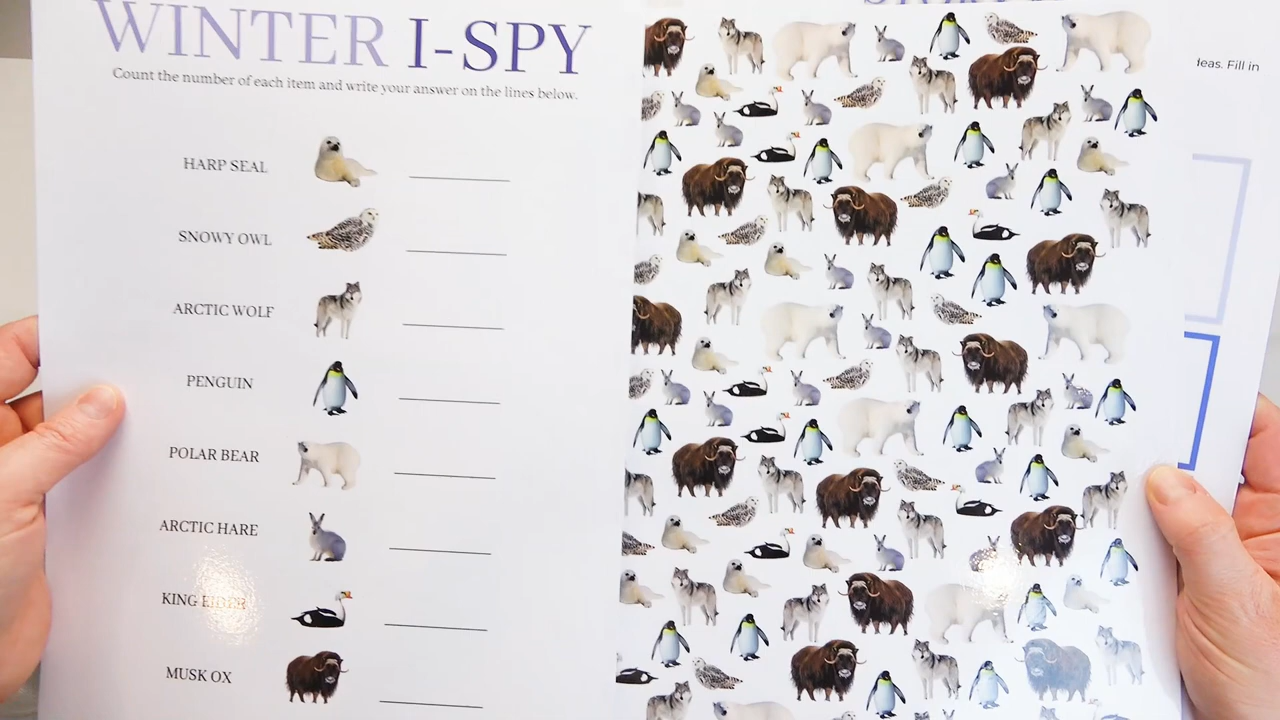 WINTER I-SPY
Count the number of each item and write your answer on the lines below.
HARP SEAL
SNOWY OWL
ARCTIC WOLF
PENGUIN
POLAR BEAR
ARCTIC HARE
KING EIDER
MUSK OX
deas. Fill in